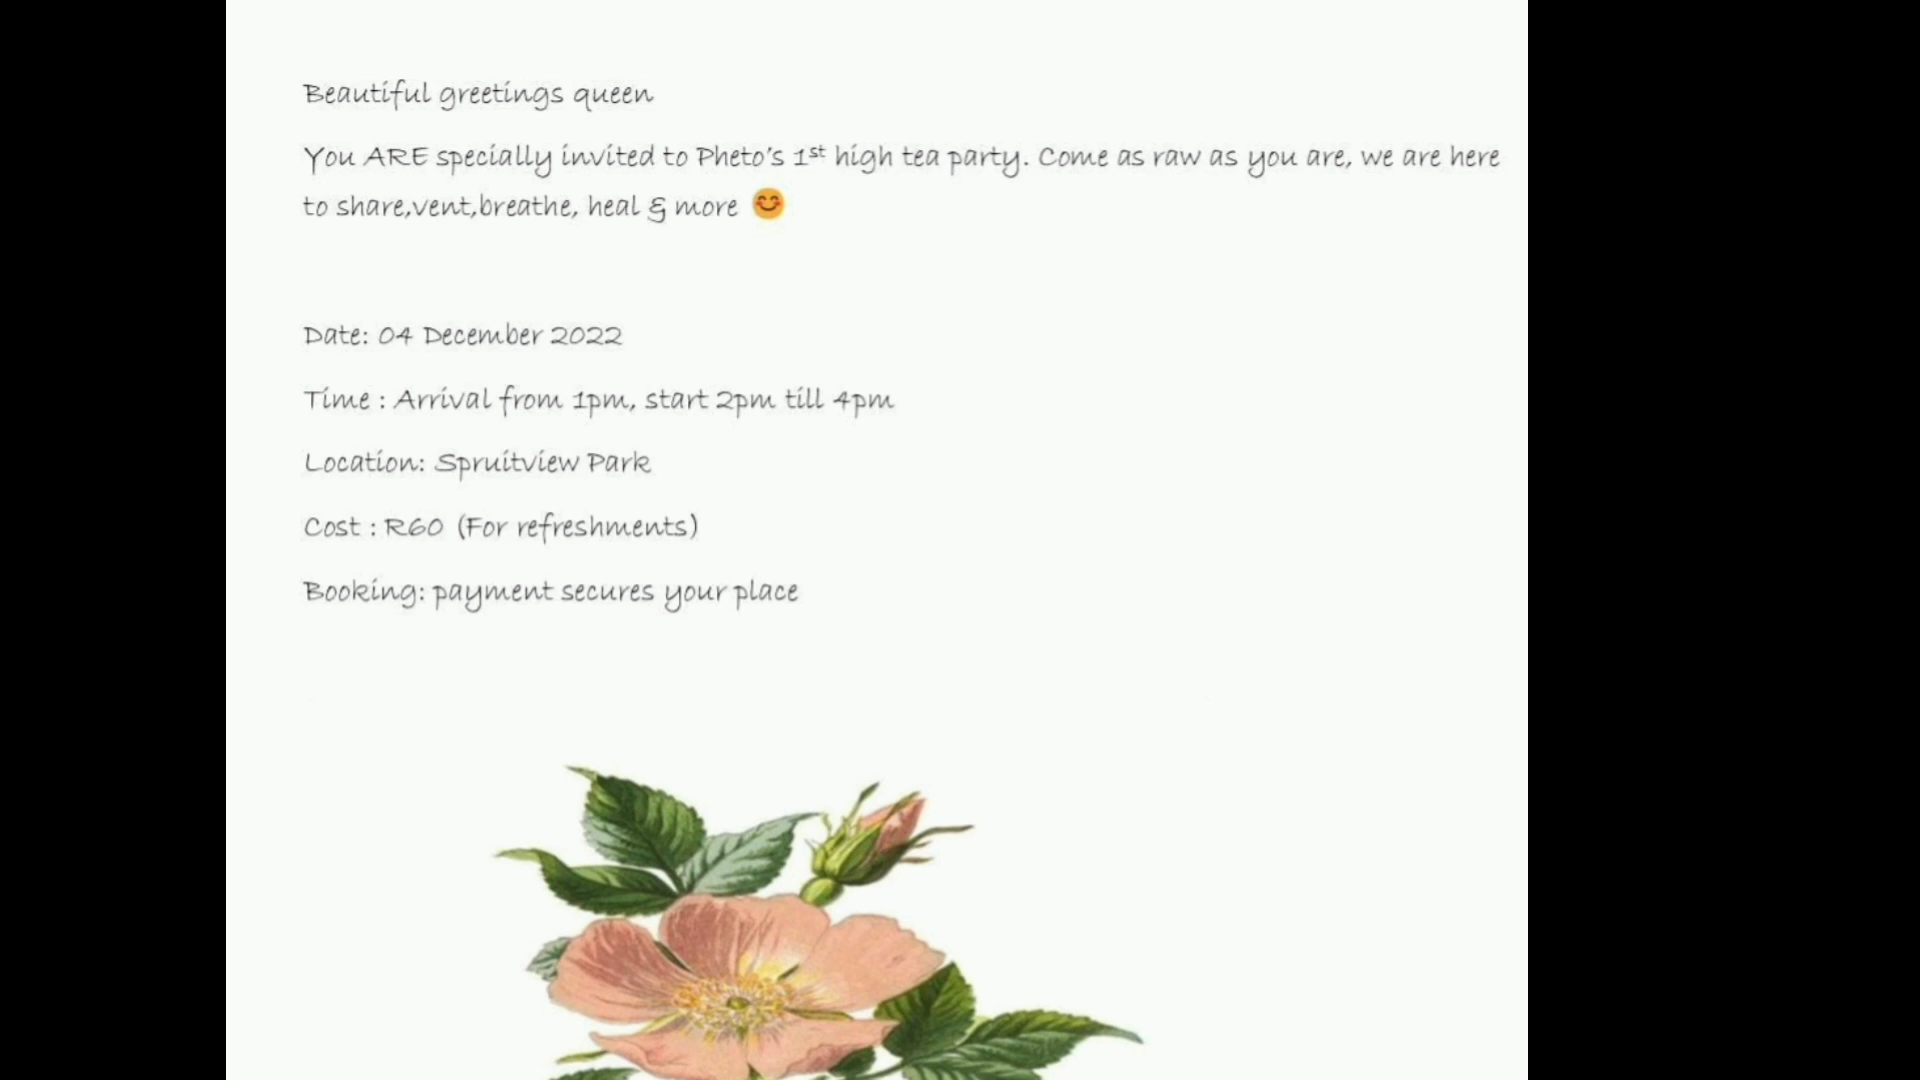 Beautiful greetings queen
You ARE specially invited to Pheto's 1st high tea party. Come as raw as you are, we are here
to share,vent,breathe, heal & more 😊
Date: 04 December 2022
Time : Arrival from 1pm, start 2pm till 4pm
Location: Spruitview Park
Cost : R60 (For refreshments)
Booking: payment secures your place